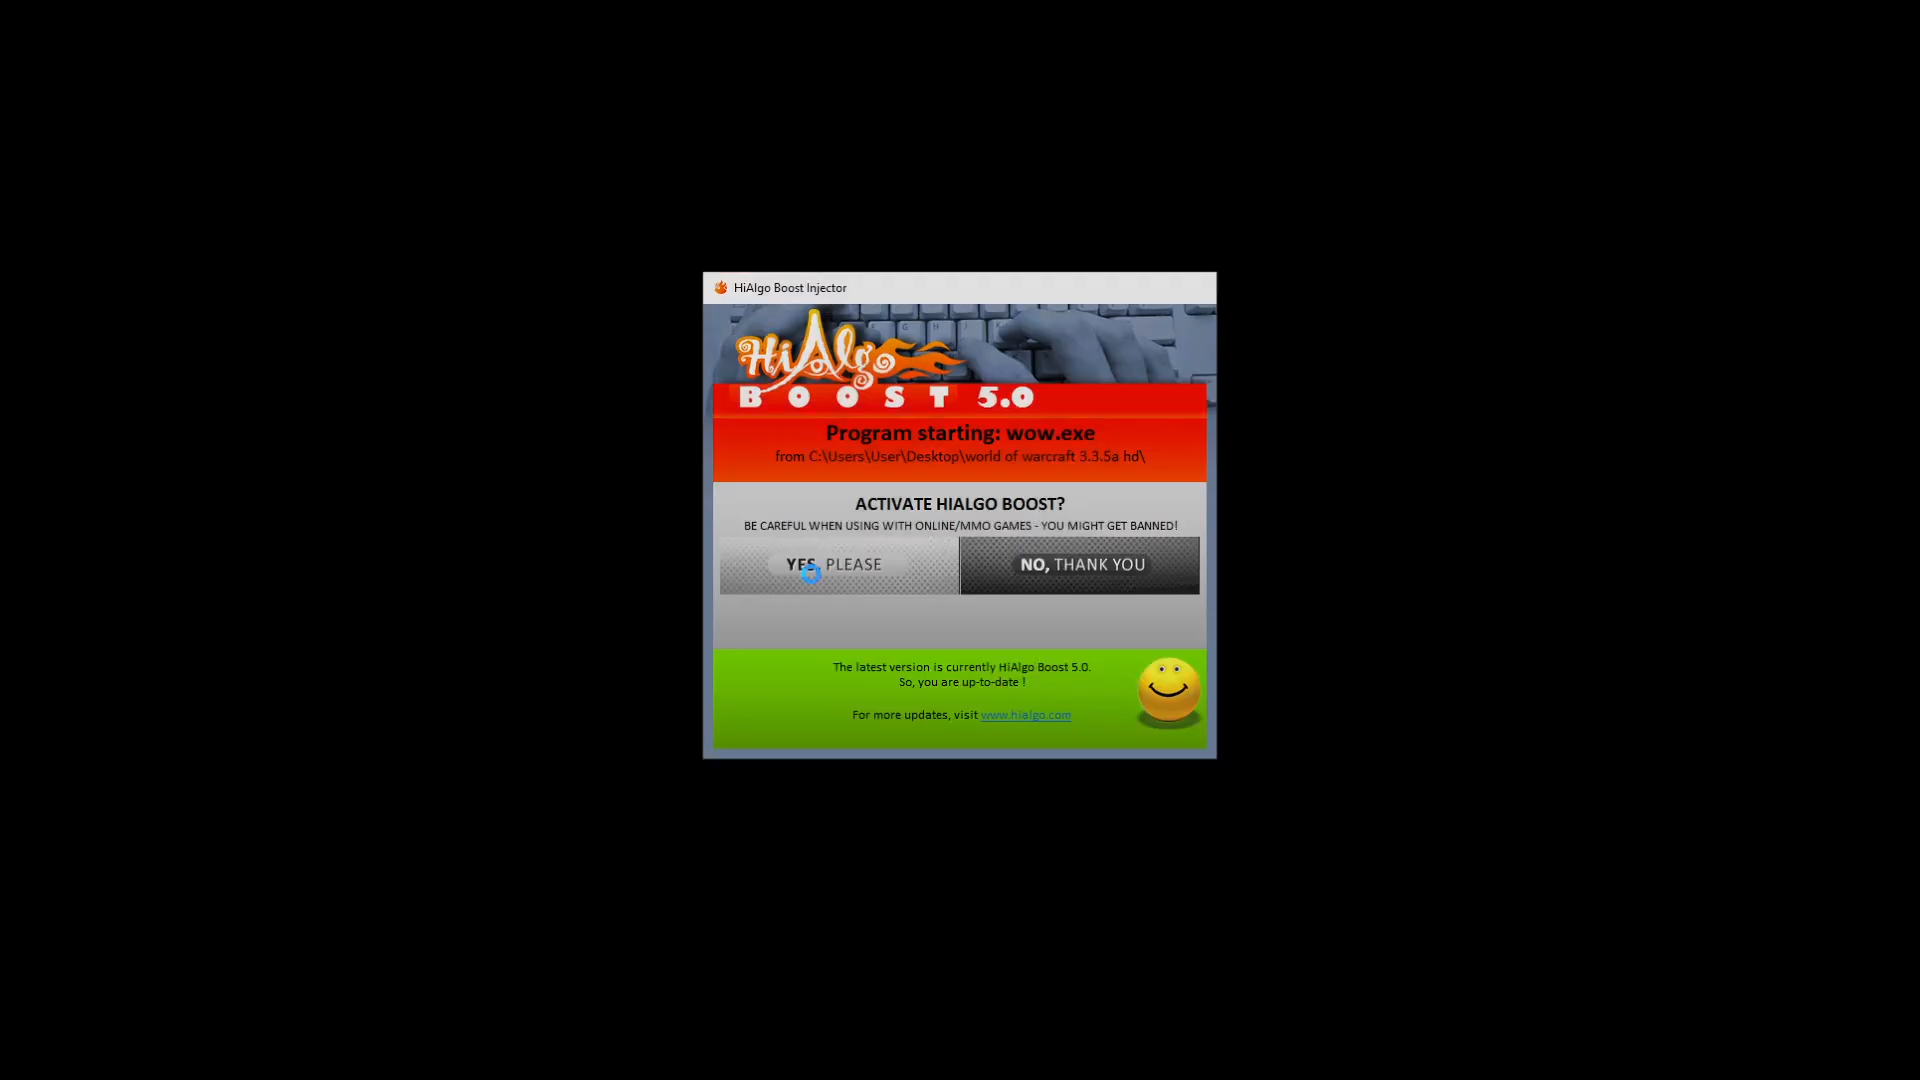 HiAlgo Boost Injector
HiAlgo
BOOST 5.0
Program starting: wow.exe
from C:\Users\User\Desktop\world of warcraft 3.3.5a hd\
ACTIVATE HIALGO BOOST?
BE CAREFUL WHEN USING WITH ONLINE/MMO GAMES - YOU MIGHT GET BANNED!
YES, PLEASE
NO, THANK YOU
The latest version is currently HiAlgo Boost 5.0.
So, you are up-to-date !
For more updates, visit www.hialgo.com